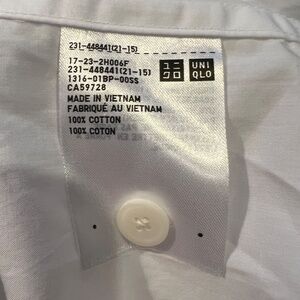 231-448441(21-15)
17-23-2H006F
231-448441(21-15)
1316-01BP-00SS
CA59728
MADE IN VIETNAM
FABRIQUÉ AU VIETNAM
100% COTTON
100% COTON
ユニ
クロ
UNI
QLO